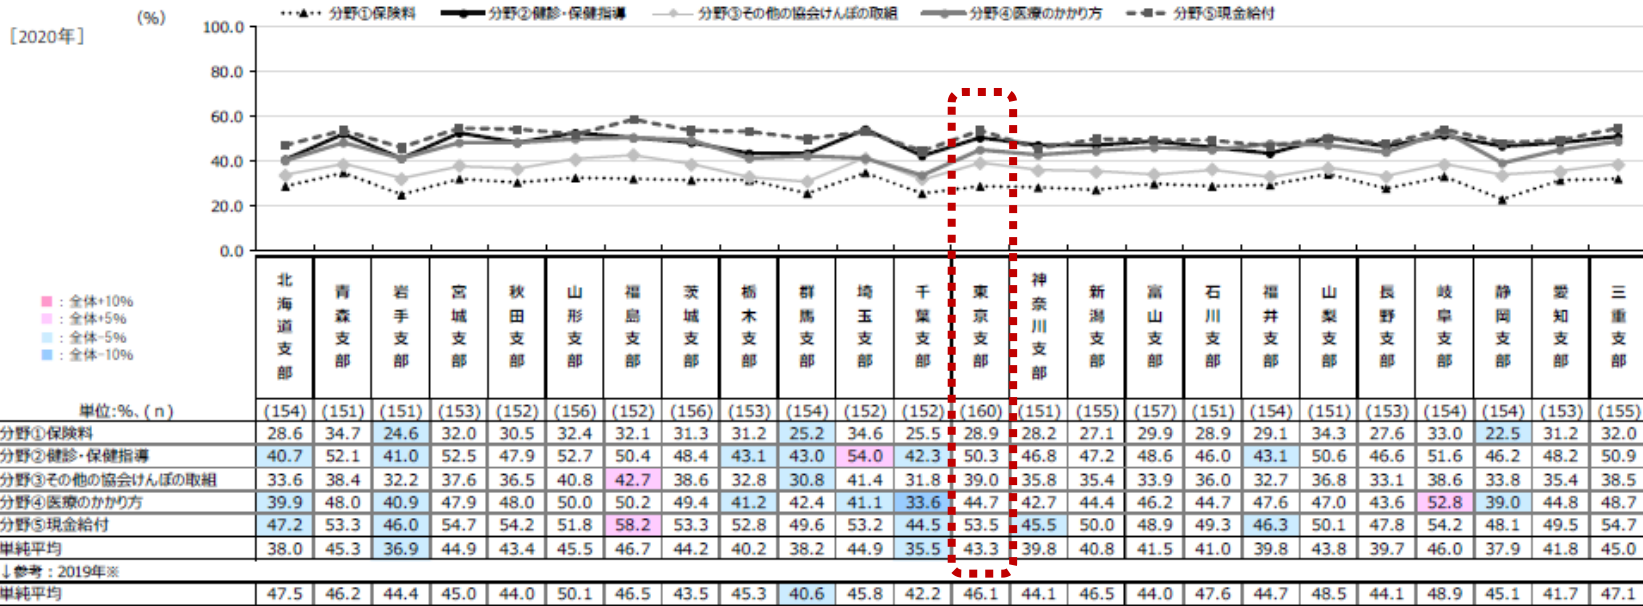 (%)
分野①保険料 分野②健診・保健指導 分野③その他の協会けんぽの取組 分野④医療のかかり方 分野⑤現金給付
［2020年］
100.0
80.0
60.0
40.0
20.0
0.0
北海道支部 青森支部 岩手支部 宮城支部 秋田支部 山形支部 福島支部 茨城支部 栃木支部 群馬支部 埼玉支部 千葉支部 東京支部 神奈川支部 新潟支部 富山支部 石川支部 福井支部 山梨支部 長野支部 岐阜支部 静岡支部 愛知支部 三重支部
：全体+10%
：全体+5%
：全体-5%
：全体-10%
単位:%、( n ) (154) (151) (151) (153) (152) (156) (152) (156) (153) (154) (152) (152) (160) (151) (155) (157) (151) (154) (151) (153) (154) (154) (153) (155)
分野①保険料 28.6 34.7 24.6 32.0 30.5 32.4 32.1 31.3 31.2 25.2 34.6 25.5 28.9 28.2 27.1 29.9 28.9 29.1 34.3 27.6 33.0 22.5 31.2 32.0
分野②健診・保健指導 40.7 52.1 41.0 52.5 47.9 52.7 50.4 48.4 43.1 43.0 54.0 42.3 50.3 46.8 47.2 48.6 46.0 43.1 50.6 46.6 51.6 46.2 48.2 50.9
分野③その他の協会けんぽの取組 33.6 38.4 32.2 37.6 36.5 40.8 42.7 38.6 32.8 30.8 41.4 31.8 39.0 35.8 35.4 33.9 36.0 32.7 36.8 33.1 38.6 33.8 35.4 38.5
分野④医療のかかり方 39.9 48.0 40.9 47.9 48.0 50.0 50.2 49.4 41.2 42.4 41.1 33.6 44.7 42.7 44.4 46.2 44.7 47.6 47.0 43.6 52.8 39.0 44.8 48.7
分野⑤現金給付 47.2 53.3 46.0 54.7 54.2 51.8 58.2 53.3 52.8 49.6 53.2 44.5 53.5 45.5 50.0 48.9 49.3 46.3 50.1 47.8 54.2 48.1 49.5 54.7
単純平均 38.0 45.3 36.9 44.9 43.4 45.5 46.7 44.2 40.2 38.2 44.9 35.5 43.3 39.8 40.8 41.5 41.0 39.8 43.8 39.7 46.0 37.9 41.8 45.0
↓参考：2019年※
単純平均 47.5 46.2 44.4 45.0 44.0 50.1 46.5 43.5 45.3 40.6 45.8 42.2 46.1 44.1 46.5 44.0 47.6 44.7 48.5 44.1 48.9 45.1 41.7 47.1